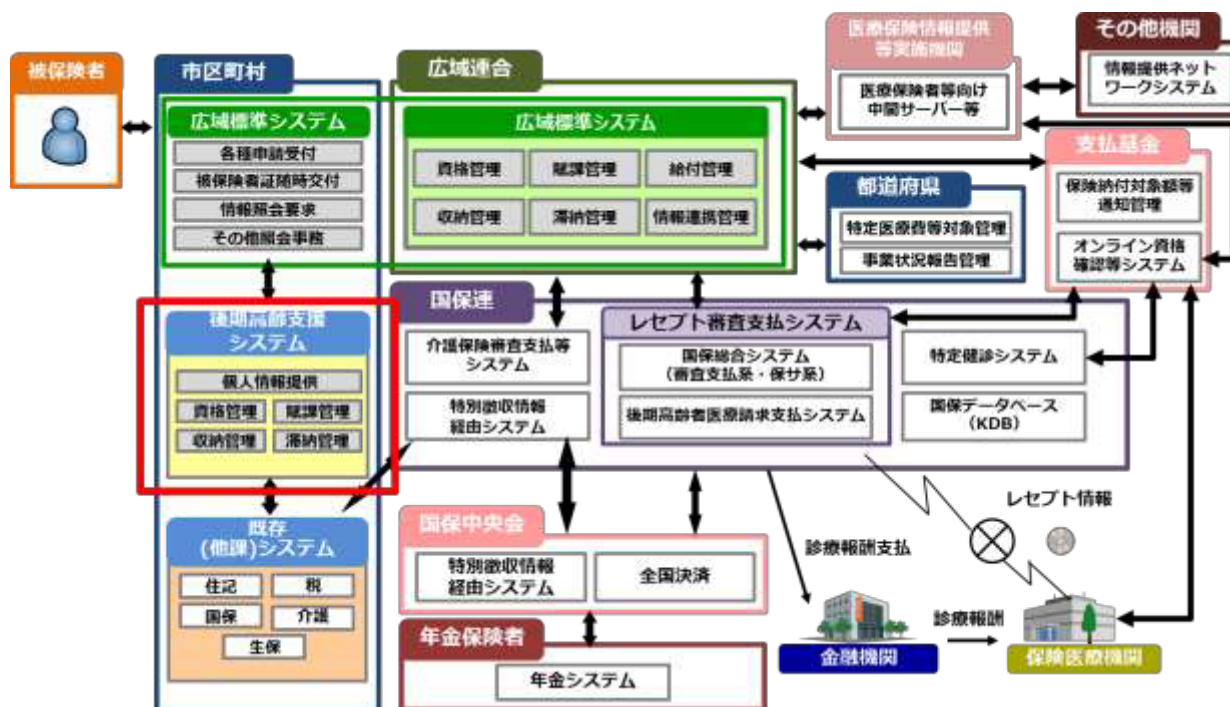 被保険者
市区町村
広域標準システム
各種申請受付
被保険者証随時交付
情報照会要求
その他照会事務
後期高齢支援
システム
個人情報提供
資格管理
賦課管理
収納管理
滞納管理
既存
(他課)システム
住記
税
国保
介護
生保
広域連合
広域標準システム
資格管理
賦課管理
給付管理
収納管理
滞納管理
情報連携管理
医療保険情報提供
等実施機関
医療保険者等向け
中間サーバー等
その他機関
情報提供ネット
ワークシステム
都道府県
特定医療費等対象管理
事業状況報告管理
支払基金
保険納付対象額等
通知管理
オンライン資格
確認等システム
国保連
介護保険審査支払等
システム
特別徴収情報
経由システム
レセプト審査支払システム
国保総合システム
(審査支払系・保サ系)
後期高齢者医療請求支払システム
特定健診システム
国保データベース
(KDB)
国保中央会
特別徴収情報
経由システム
全国決済
年金保険者
年金システム
診療報酬支払
レセプト情報
金融機関
診療報酬
保険医療機関